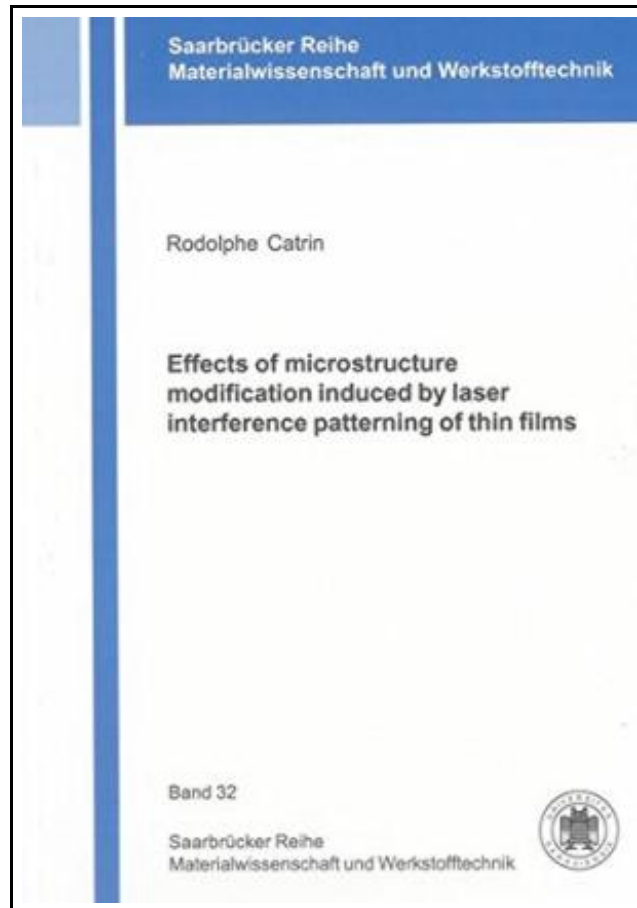 Saarbrücker Reihe
Materialwissenschaft und Werkstofftechnik
Rodolphe Catrin
Effects of microstructure
modification induced by laser
interference patterning of thin films
Band 32
Saarbrücker Reihe
Materialwissenschaft und Werkstofftechnik